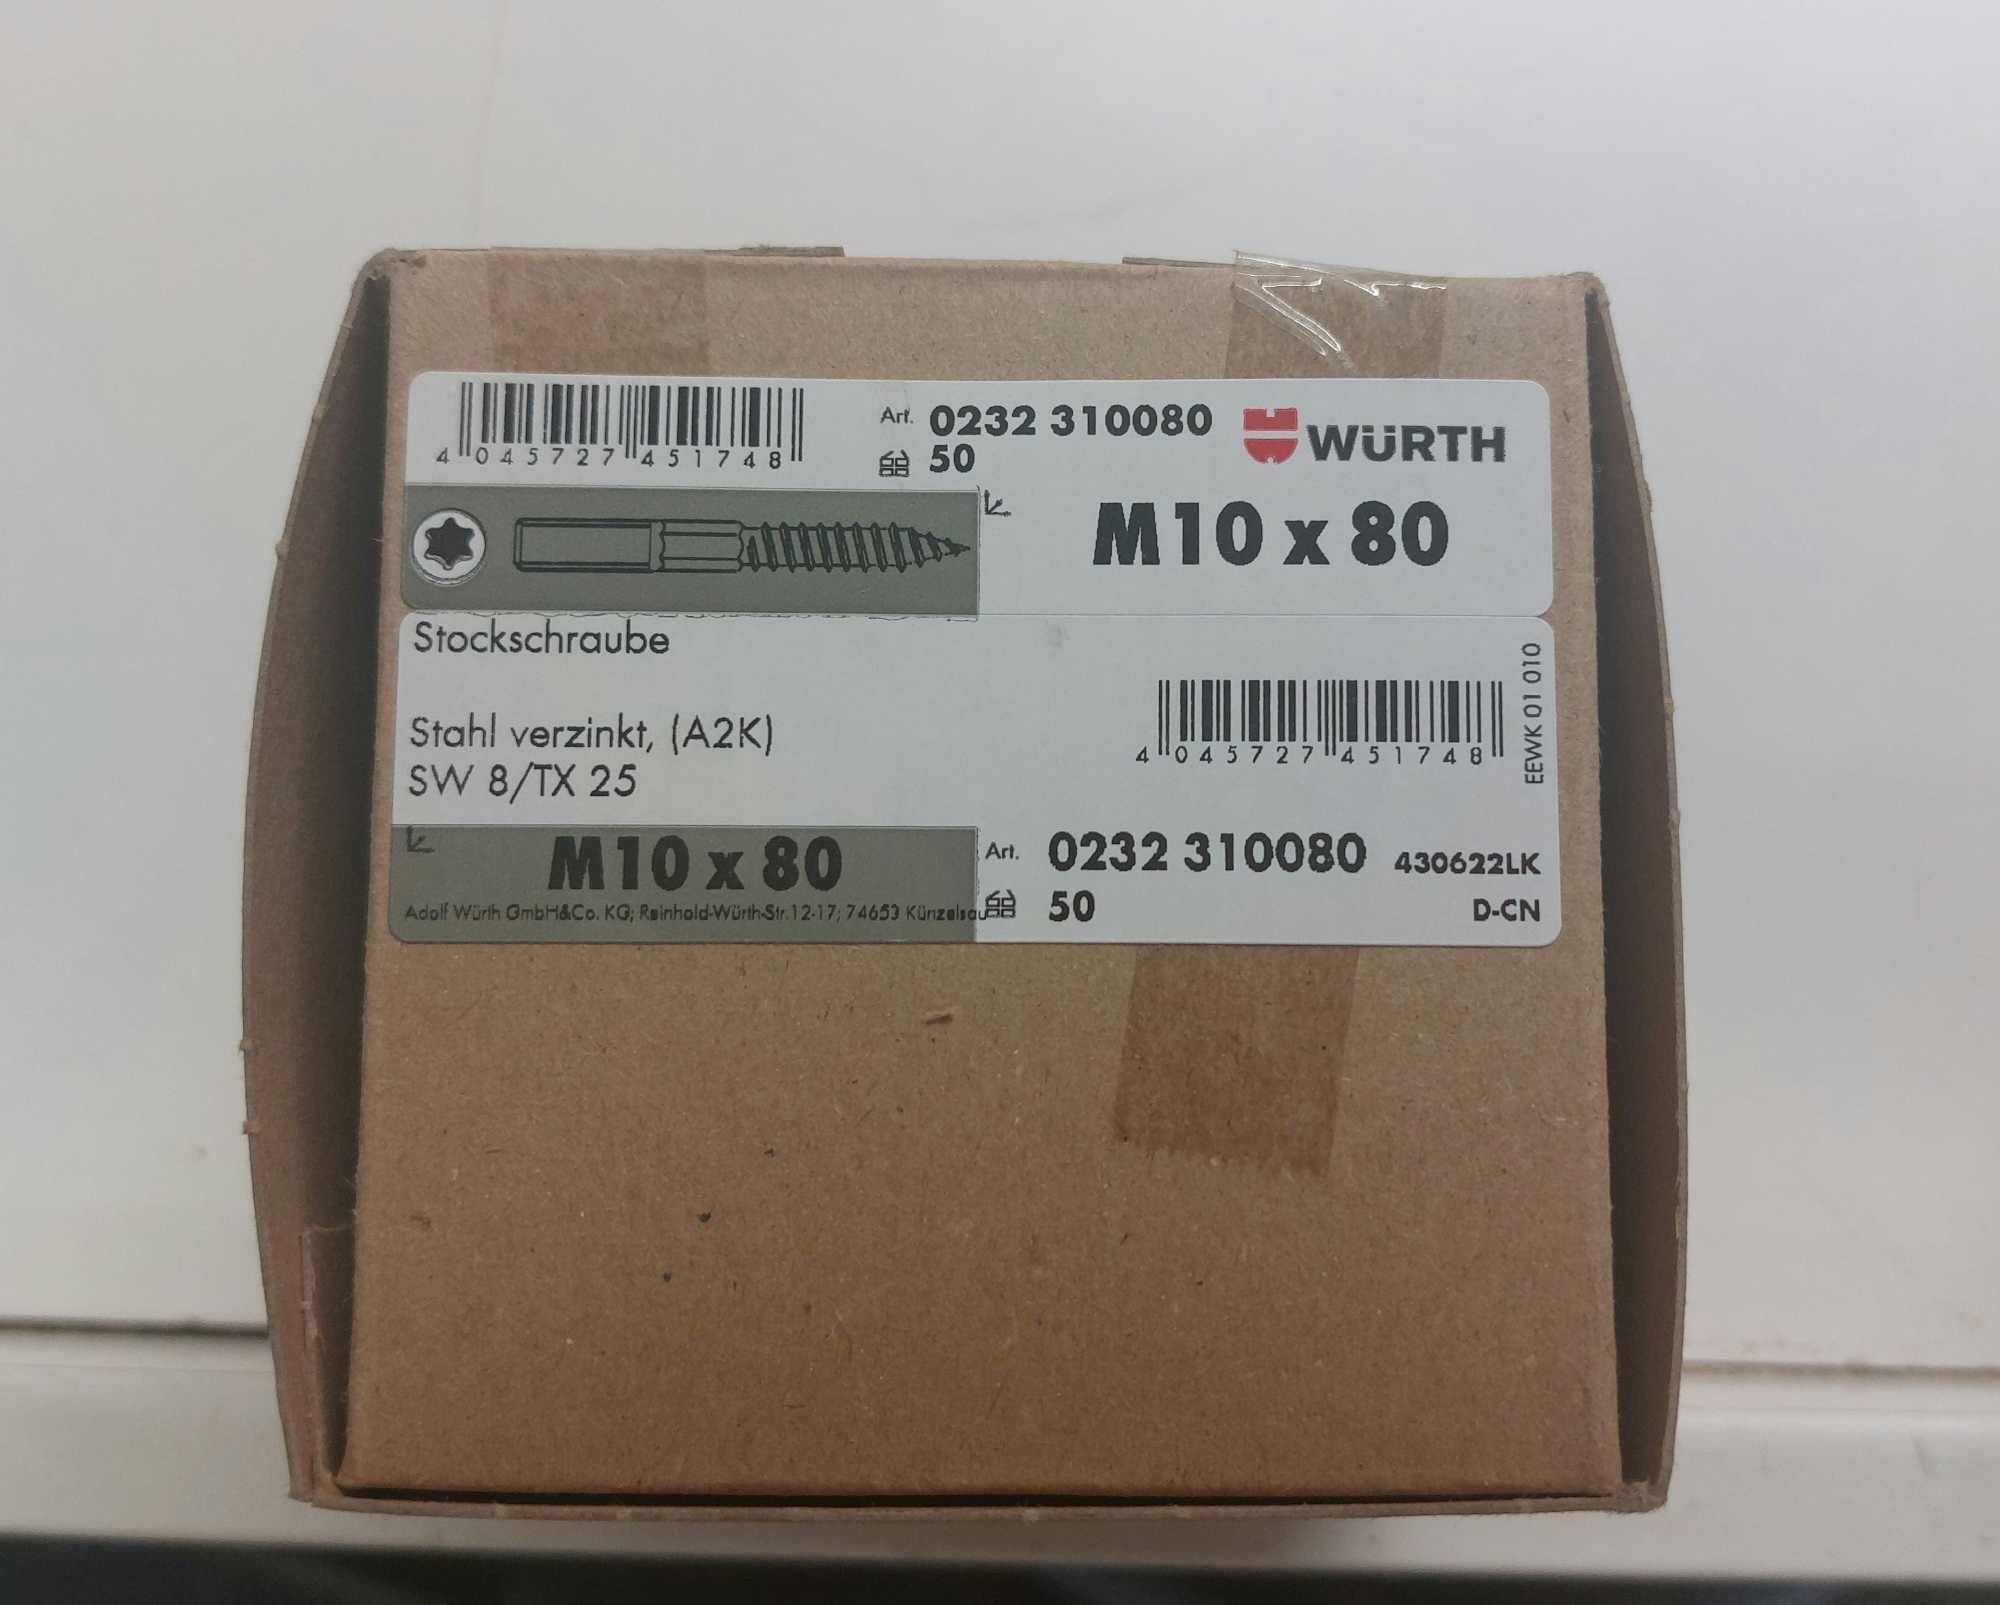 4 045727 451748
Art. 0232 310080
50
WÜRTH
M10 x 80
Stockschraube
Stahl verzinkt, (A2K)
SW 8/TX 25
4 045727 451748
EEWK 01 010
M10 x 80
Adolf Würth GmbH&Co. KG; Reinhold-Würth-Str.12-17; 74653 Künzelsau
Art. 0232 310080
430622LK
50
D-CN